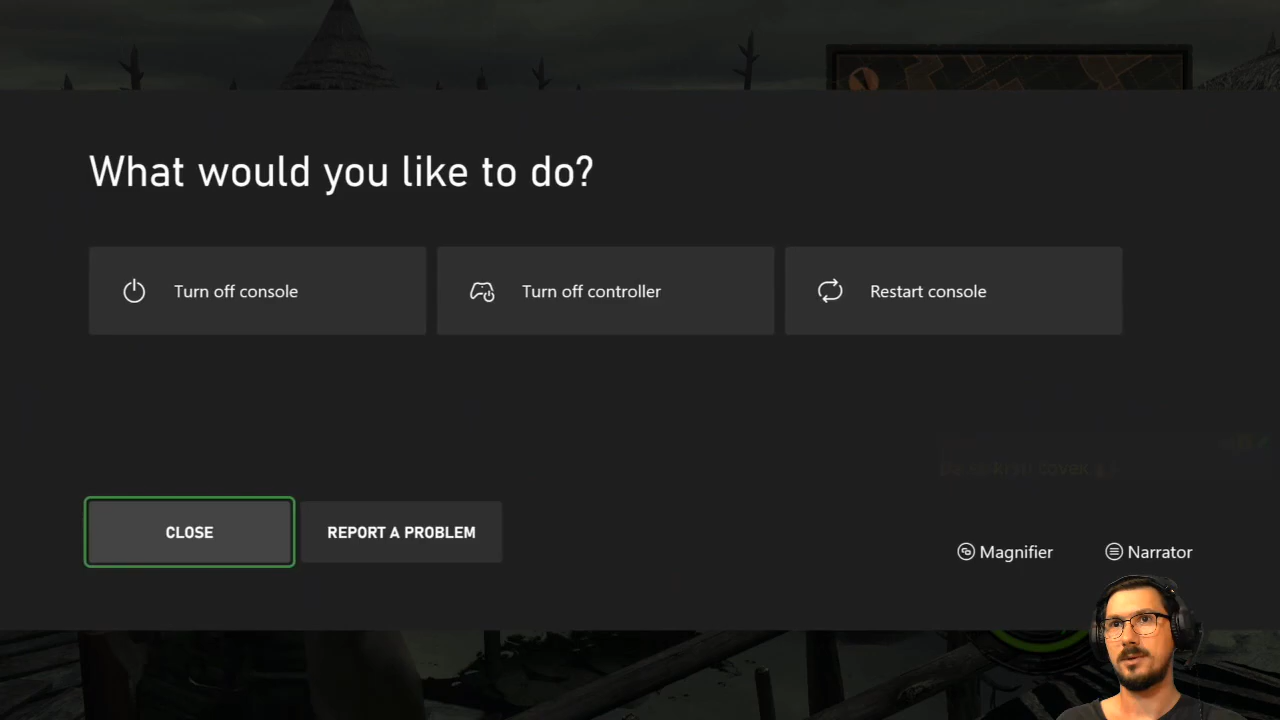 What would you like to do?
Turn off console
Turn off controller
Restart console
CLOSE
REPORT A PROBLEM
Magnifier
Narrator